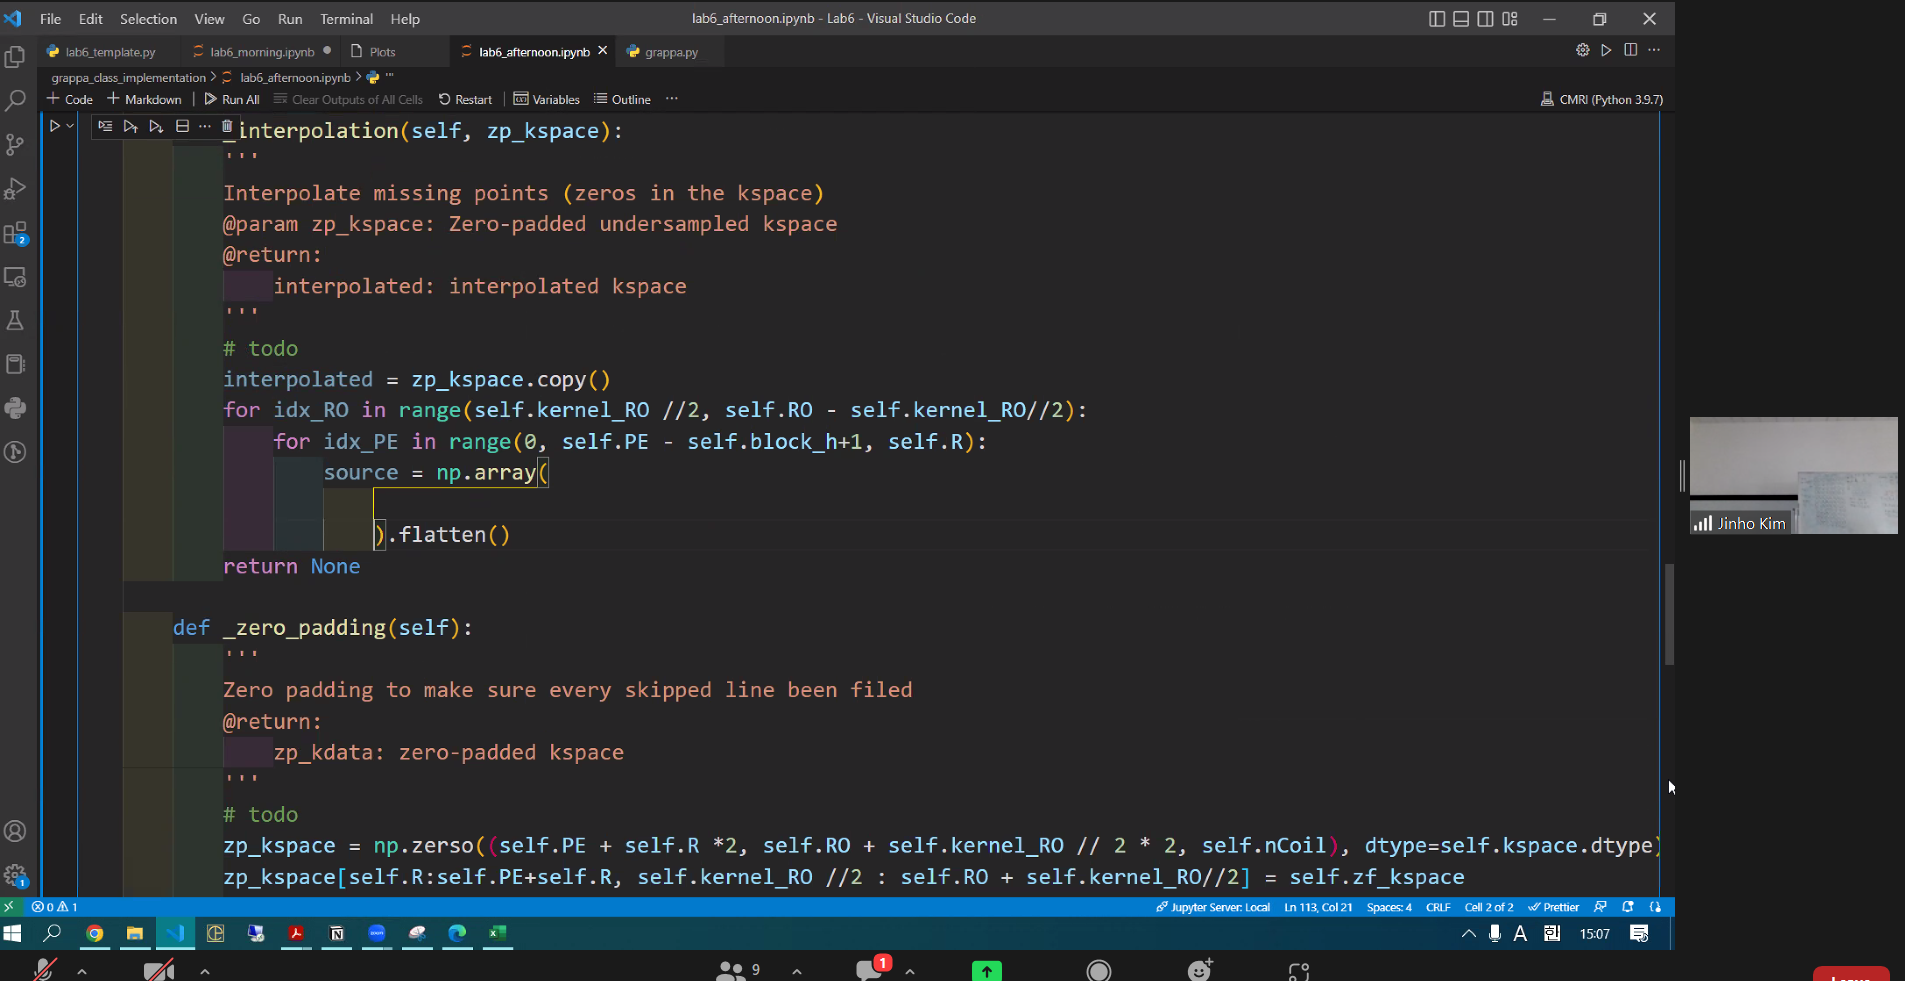 File Edit Selection View Go Run Terminal Help lab6_afternoon.ipynb - Lab6 - Visual Studio Code
lab6_template.py lab6_morning.ipynb Plots lab6_afternoon.ipynb grappa.py
grappa_class_implementation > lab6_afternoon.ipynb > '''
+ Code + Markdown Run All Clear Outputs of All Cells Restart Variables Outline ... CMRI (Python 3.9.7)
_interpolation(self, zp_kspace):
'''
Interpolate missing points (zeros in the kspace)
@param zp_kspace: Zero-padded undersampled kspace
@return:
interpolated: interpolated kspace
'''
# todo
interpolated = zp_kspace.copy()
for idx_RO in range(self.kernel_RO //2, self.RO - self.kernel_RO//2):
for idx_PE in range(0, self.PE - self.block_h+1, self.R):
source = np.array(
).flatten()
return None
def _zero_padding(self):
'''
Zero padding to make sure every skipped line been filed
@return:
zp_kdata: zero-padded kspace
'''
# todo
zp_kspace = np.zerso((self.PE + self.R *2, self.RO + self.kernel_RO // 2 * 2, self.nCoil), dtype=self.kspace.dtype)
zp_kspace[self.R:self.PE+self.R, self.kernel_RO //2 : self.RO + self.kernel_RO//2] = self.zf_kspace
Jinho Kim
2
1
0 1 Jupyter Server: Local Ln 113, Col 21 Spaces: 4 CRLF Cell 2 of 2 Prettier
A 한 15:07
9 1